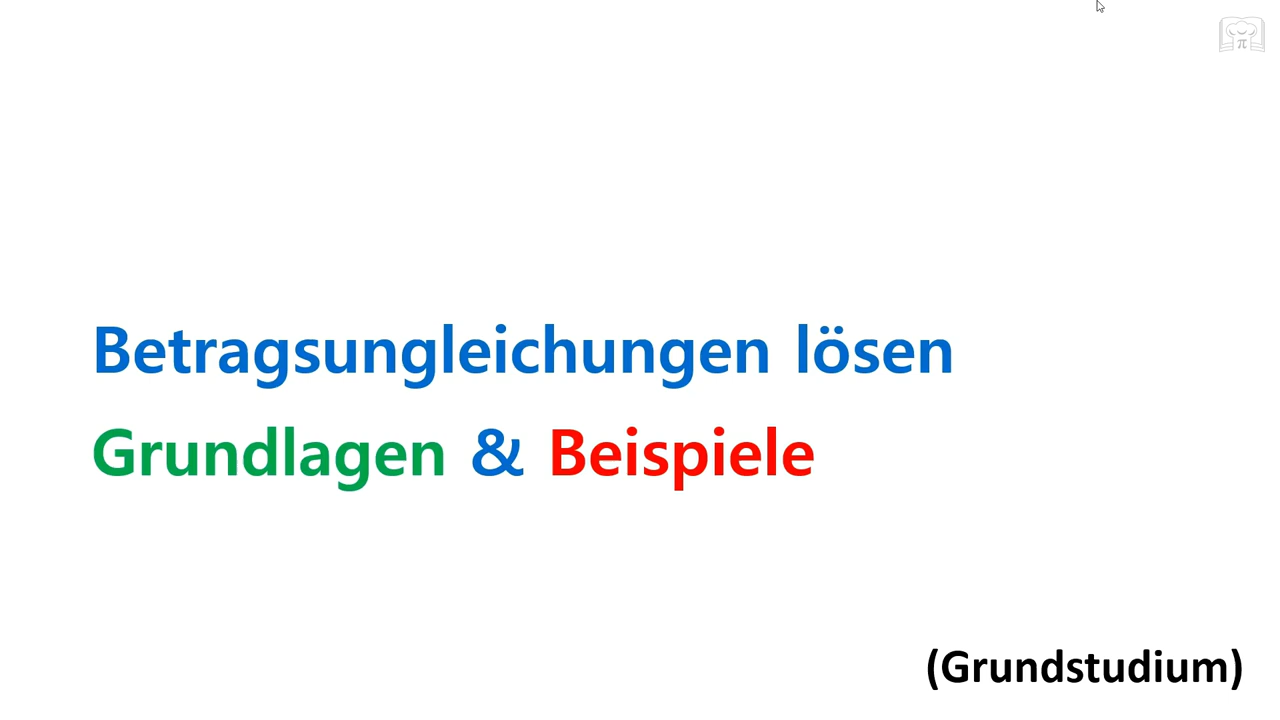 Betragsungleichungen lösen
Grundlagen & Beispiele
(Grundstudium)
π